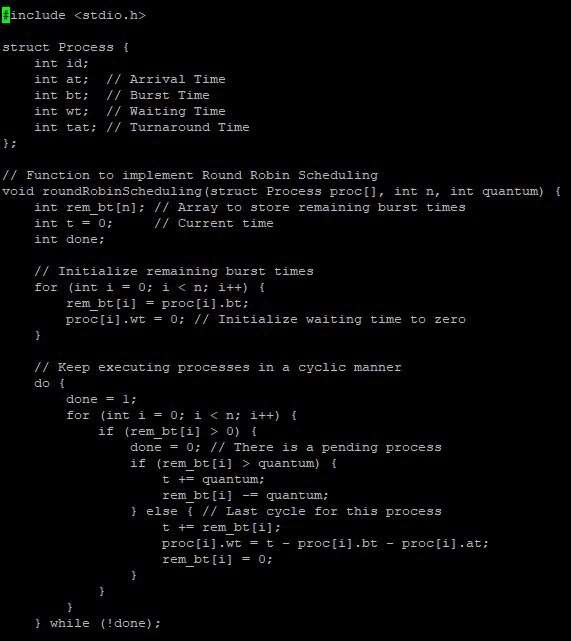 #include <stdio.h>

struct Process {
    int id;
    int at;  // Arrival Time
    int bt;  // Burst Time
    int wt;  // Waiting Time
    int tat; // Turnaround Time
};

// Function to implement Round Robin Scheduling
void roundRobinScheduling(struct Process proc[], int n, int quantum) {
    int rem_bt[n]; // Array to store remaining burst times
    int t = 0;     // Current time
    int done;

    // Initialize remaining burst times
    for (int i = 0; i < n; i++) {
        rem_bt[i] = proc[i].bt;
        proc[i].wt = 0; // Initialize waiting time to zero
    }

    // Keep executing processes in a cyclic manner
    do {
        done = 1;
        for (int i = 0; i < n; i++) {
            if (rem_bt[i] > 0) {
                done = 0; // There is a pending process
                if (rem_bt[i] > quantum) {
                    t += quantum;
                    rem_bt[i] -= quantum;
                } else { // Last cycle for this process
                    t += rem_bt[i];
                    proc[i].wt = t - proc[i].bt - proc[i].at;
                    rem_bt[i] = 0;
                }
            }
        }
    } while (!done);